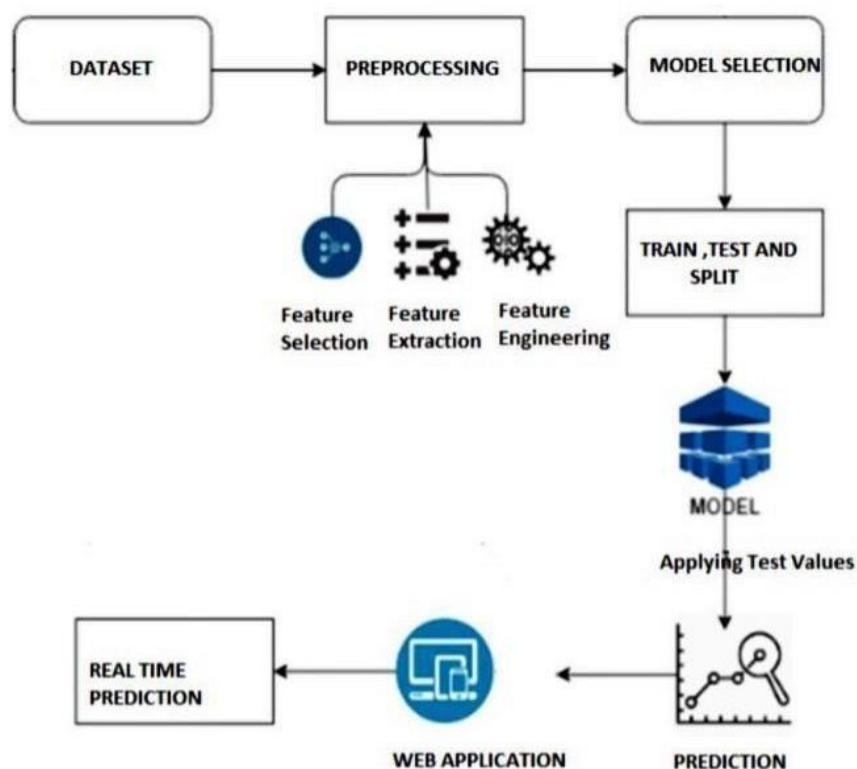 DATASET
PREPROCESSING
MODEL SELECTION
Feature
Selection
Feature
Extraction
Feature
Engineering
TRAIN ,TEST AND
SPLIT
MODEL
Applying Test Values
REAL TIME
PREDICTION
WEB APPLICATION
PREDICTION